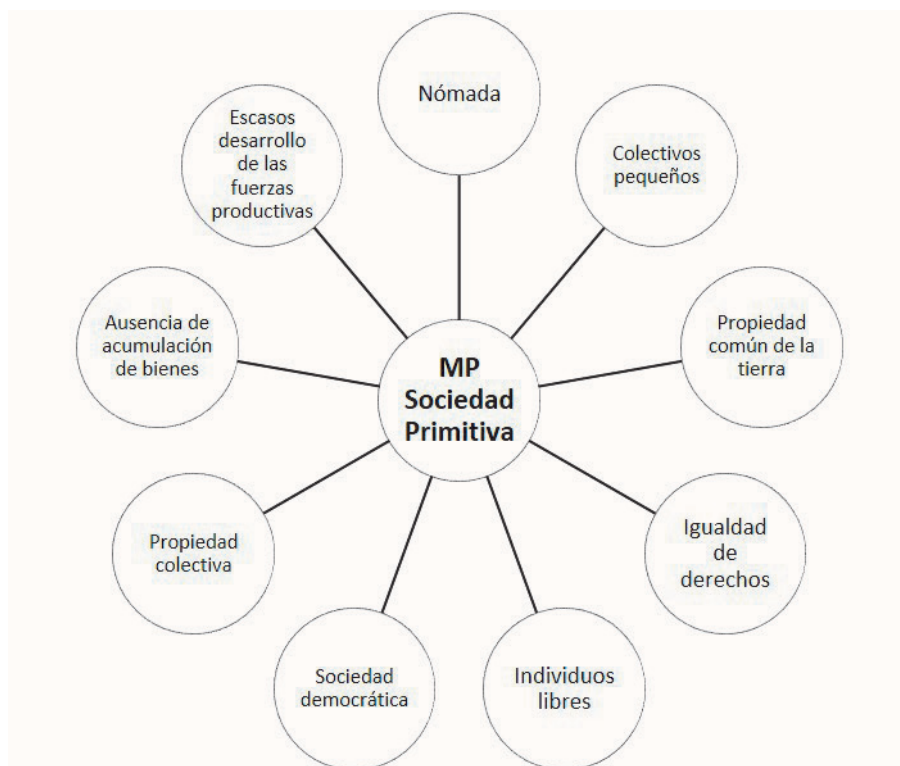 Nómada
Colectivos
pequeños
Propiedad
común de la
tierra
Igualdad
de
derechos
Individuos
libres
Sociedad
democrática
Propiedad
colectiva
Ausencia de
acumulación
de bienes
Escasos
desarrollo
de las
fuerzas
productivas
MP
Sociedad
Primitiva